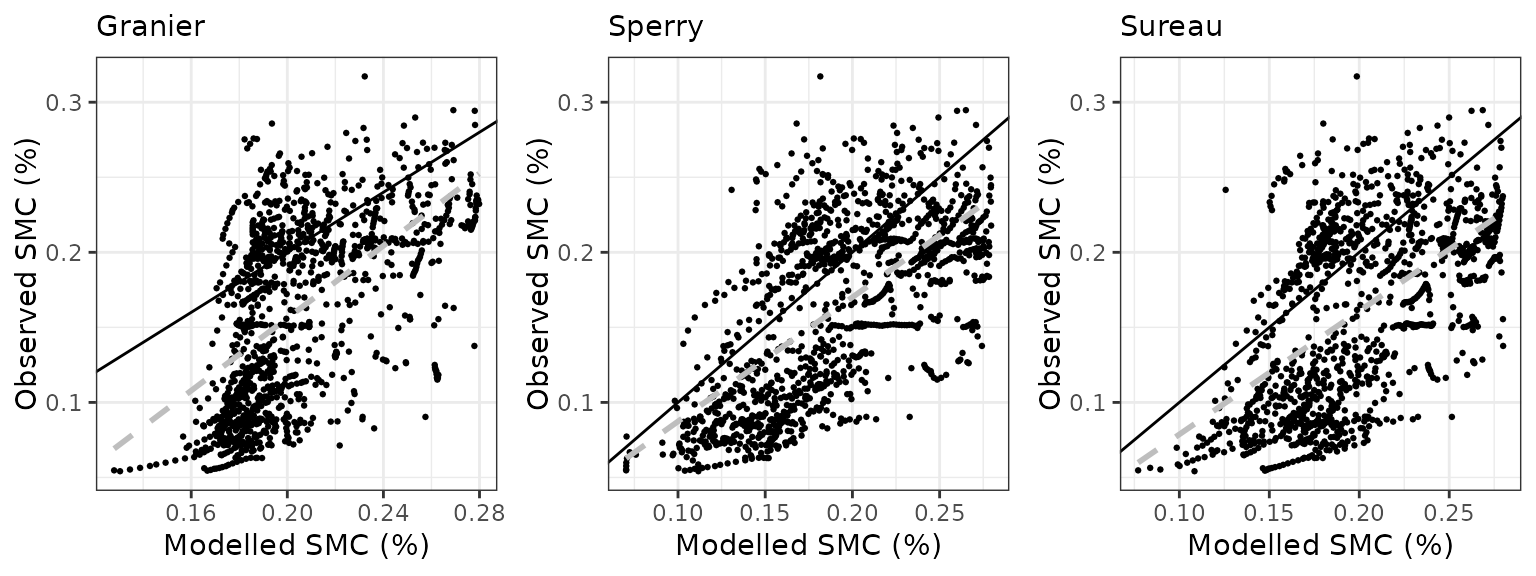 Granier
Sperry
Sureau
Observed SMC (%)
0.3
0.2
0.1
0.16 0.20 0.24 0.28
Modelled SMC (%)
Observed SMC (%)
0.3
0.2
0.1
0.10 0.15 0.20 0.25
Modelled SMC (%)
Observed SMC (%)
0.3
0.2
0.1
0.10 0.15 0.20 0.25
Modelled SMC (%)